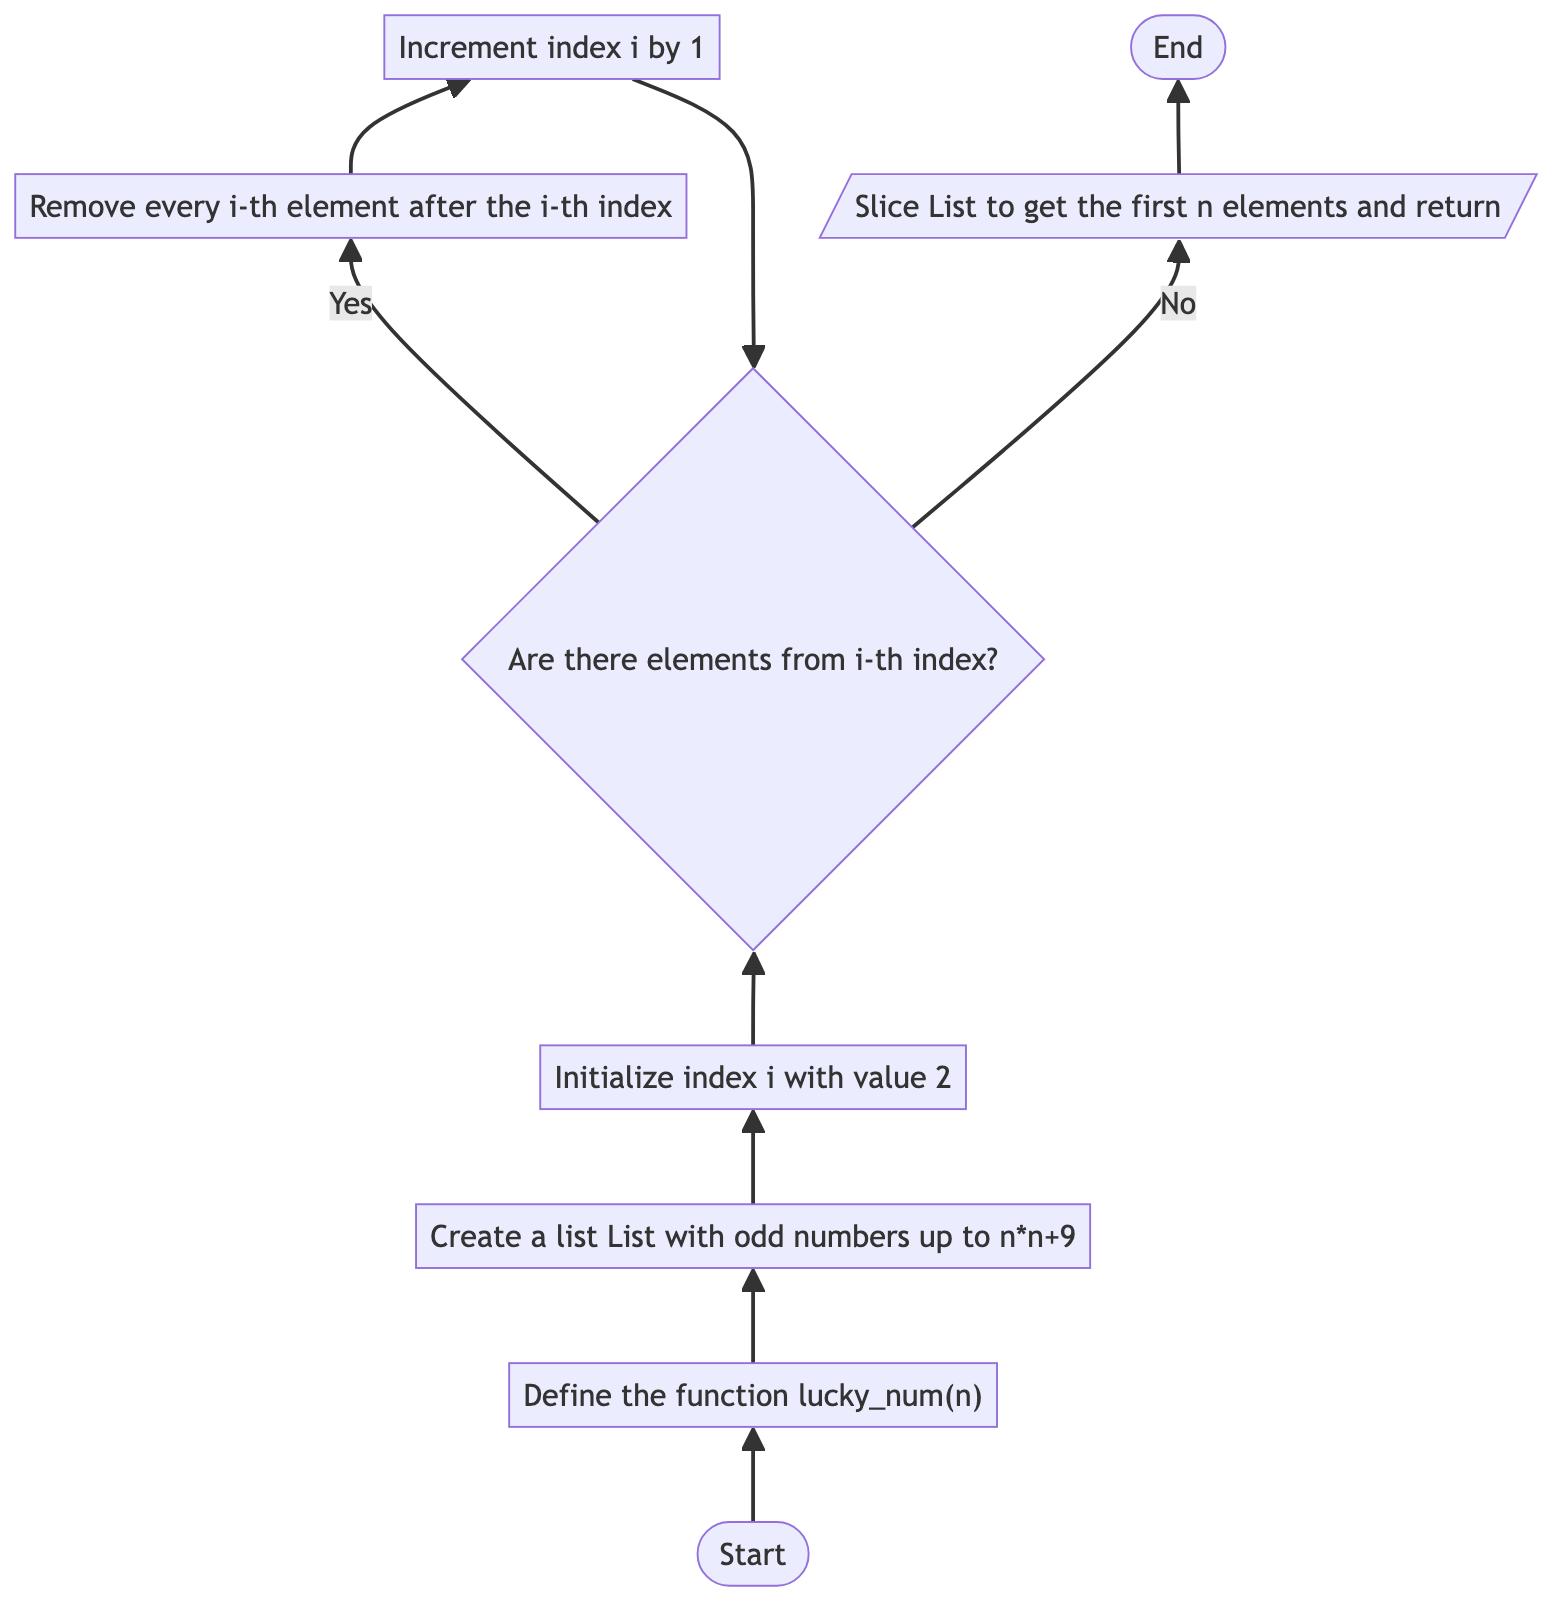 Increment index i by 1
End
Remove every i-th element after the i-th index
Slice List to get the first n elements and return
Yes
No
Are there elements from i-th index?
Initialize index i with value 2
Create a list List with odd numbers up to n*n+9
Define the function lucky_num(n)
Start